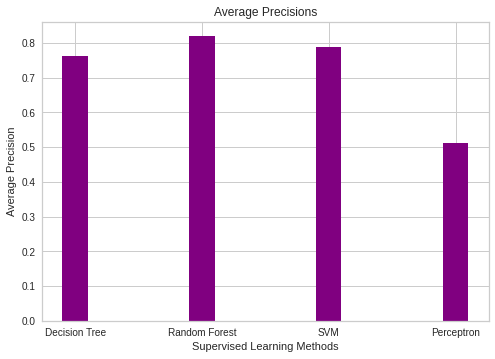 Average Precisions
Average Precision
0.8
0.7
0.6
0.5
0.4
0.3
0.2
0.1
0.0
Decision Tree Random Forest SVM Perceptron
Supervised Learning Methods